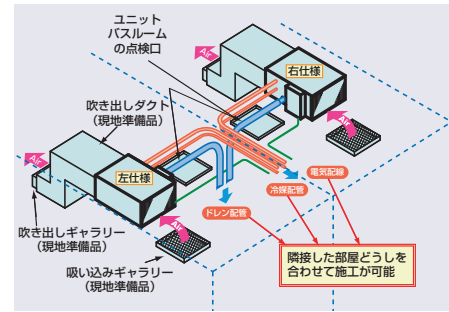 ユニット
バスルーム
の点検口
Air
右仕様
Air
吹き出しダクト
(現地準備品)
Air
左仕様
電気配線
冷媒配管
ドレン配管
Air
吹き出しギャラリー
(現地準備品)
吸い込みギャラリー
(現地準備品)
隣接した部屋どうしを
合わせて施工が可能